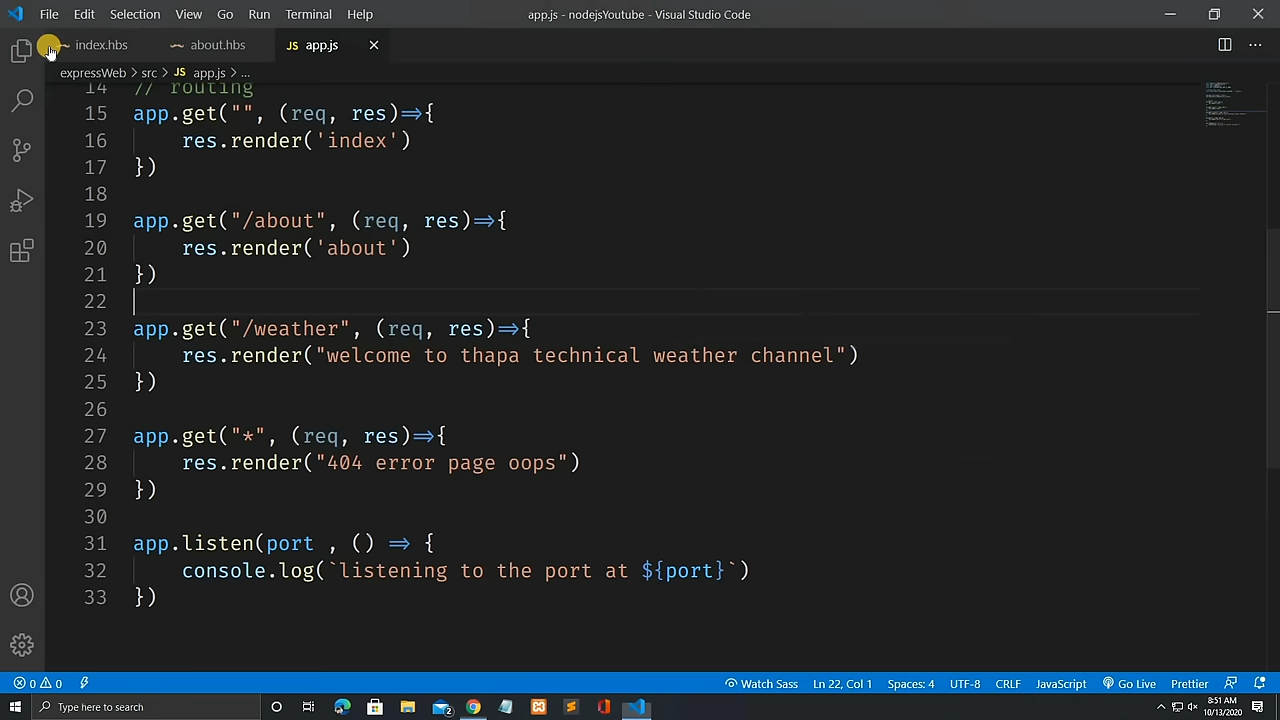 File Edit Selection View Go Run Terminal Help app.js - nodejsYoutube - Visual Studio Code
index.hbs about.hbs JS app.js
expressWeb > src > JS app.js > ...
14 // routing
15 app.get("", (req, res)=>{
16 res.render('index')
17 })
18
19 app.get("/about", (req, res)=>{
20 res.render('about')
21 })
22
23 app.get("/weather", (req, res)=>{
24 res.render("welcome to thapa technical weather channel")
25 })
26
27 app.get("*", (req, res)=>{
28 res.render("404 error page oops")
29 })
30
31 app.listen(port , () => {
32 console.log(`listening to the port at ${port}`)
33 })
0 0 Watch Sass Ln 22, Col 1 Spaces: 4 UTF-8 CRLF JavaScript Go Live Prettier
Type here to search 2 8:51 AM
10/13/2020